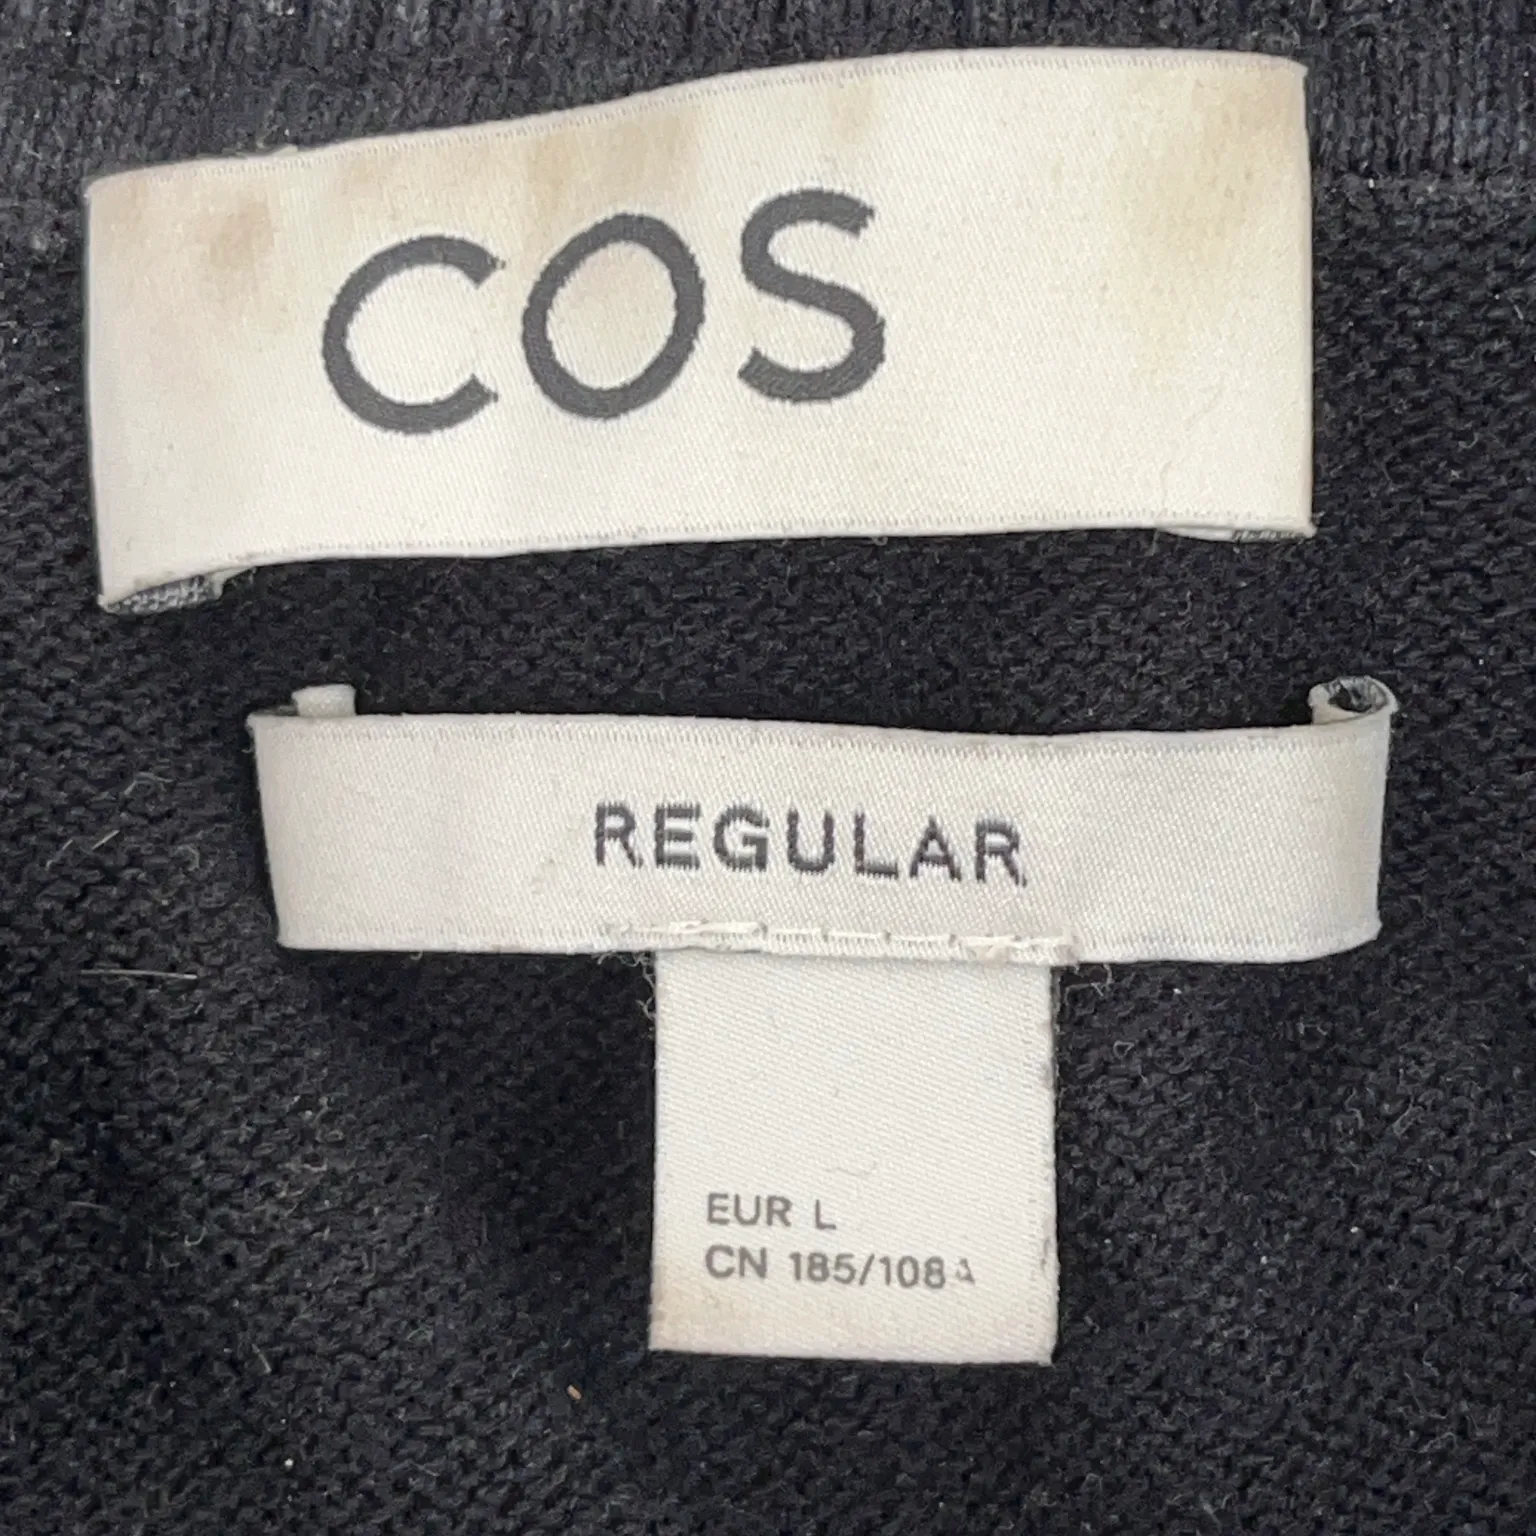 COS
REGULAR
EUR L
CN 185/108A